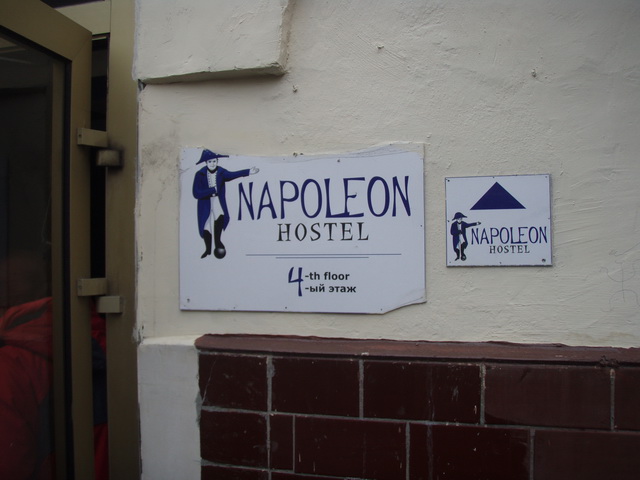 NAPOLEON
HOSTEL
4-th floor
-ый этаж
NAPOLEON
HOSTEL